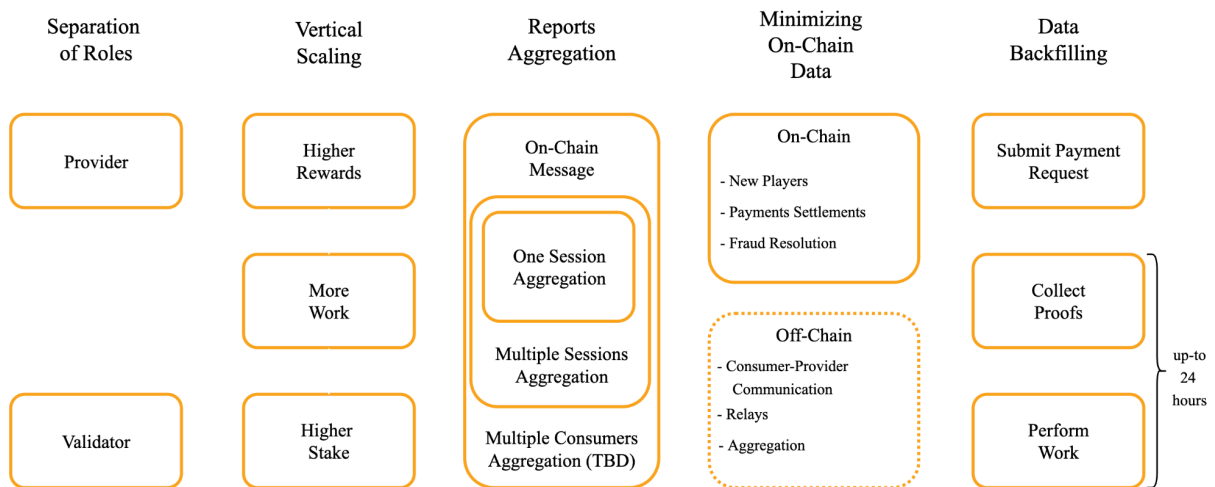 Separation
of Roles
Provider
Validator
Vertical
Scaling
Higher
Rewards
More
Work
Higher
Stake
Reports
Aggregation
On-Chain
Message
One Session
Aggregation
Multiple Sessions
Aggregation
Multiple Consumers
Aggregation (TBD)
Minimizing
On-Chain
Data
On-Chain
- New Players
- Payments Settlements
- Fraud Resolution
Off-Chain
- Consumer-Provider
Communication
- Relays
- Aggregation
Data
Backfilling
Submit Payment
Request
Collect
Proofs
Perform
Work
up-to
24
hours